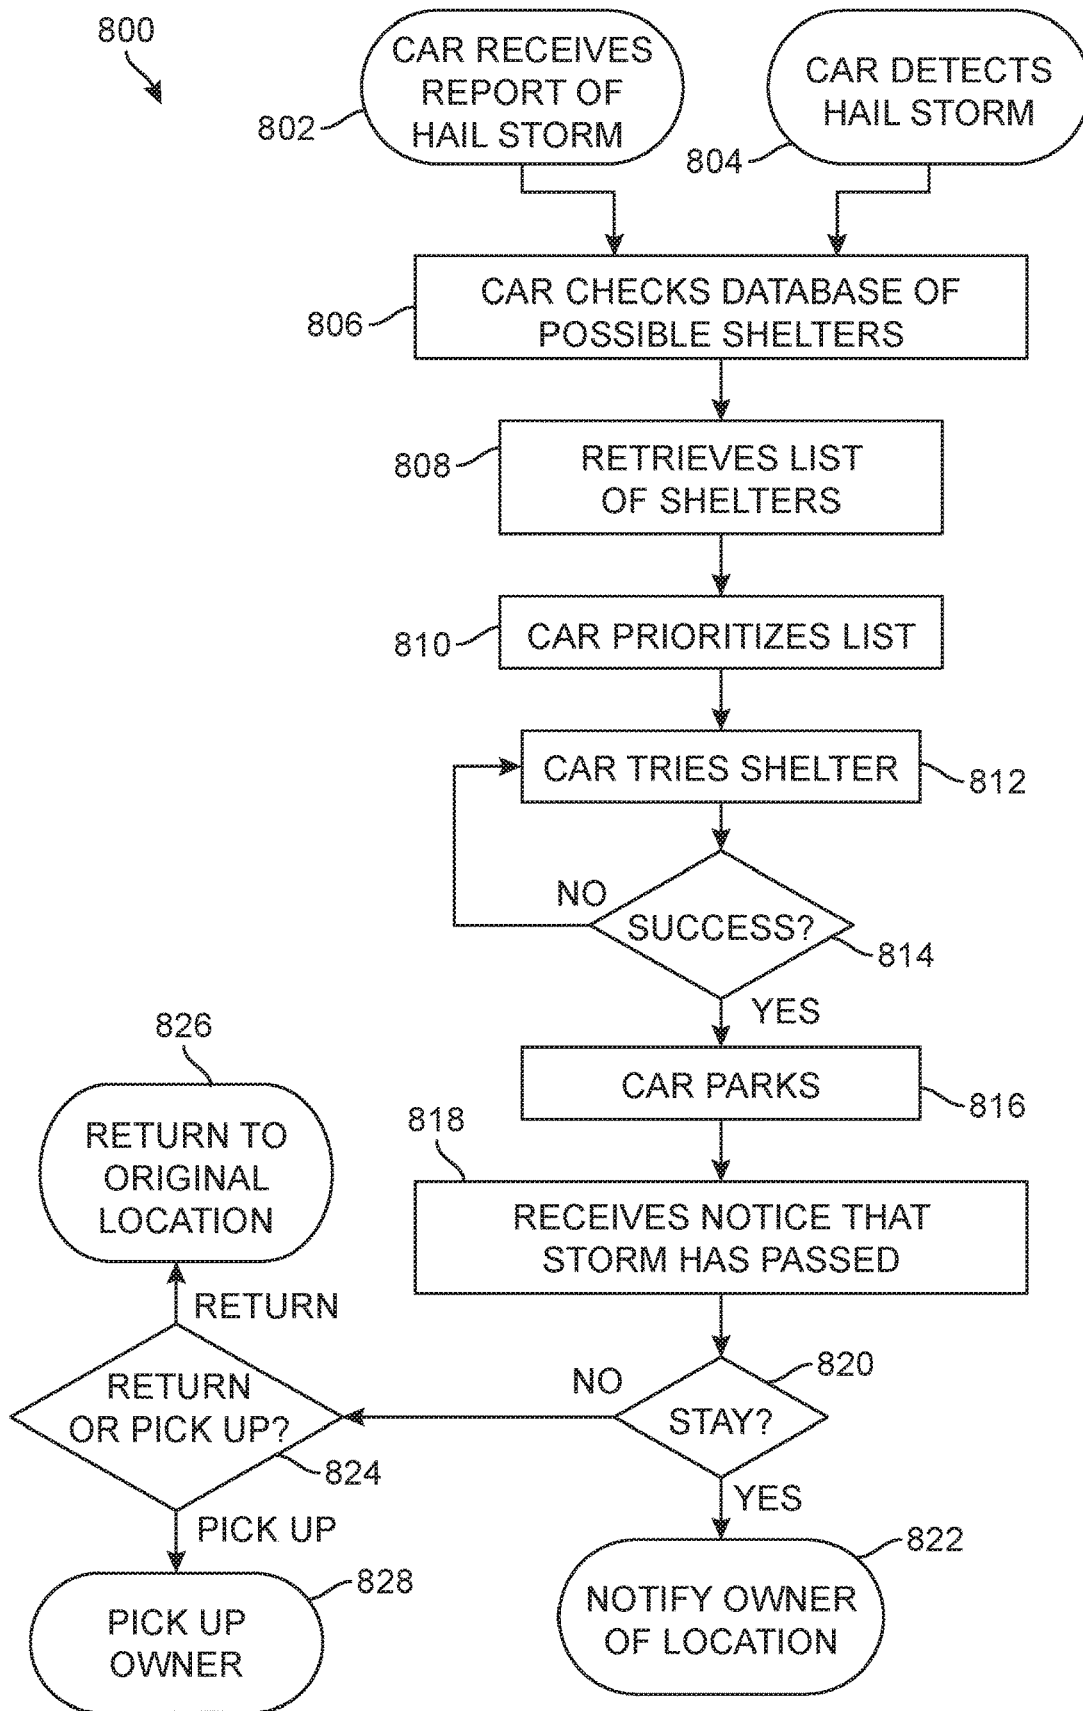 800
CAR RECEIVES
REPORT OF
HAIL STORM
802
CAR DETECTS
HAIL STORM
804
CAR CHECKS DATABASE OF
POSSIBLE SHELTERS
806
RETRIEVES LIST
OF SHELTERS
808
CAR PRIORITIZES LIST
810
CAR TRIES SHELTER
812
NO
SUCCESS?
814
YES
CAR PARKS
816
818
RECEIVES NOTICE THAT
STORM HAS PASSED
820
NO
STAY?
YES
822
NOTIFY OWNER
OF LOCATION
RETURN
OR PICK UP?
824
RETURN
826
RETURN TO
ORIGINAL
LOCATION
PICK UP
828
PICK UP
OWNER